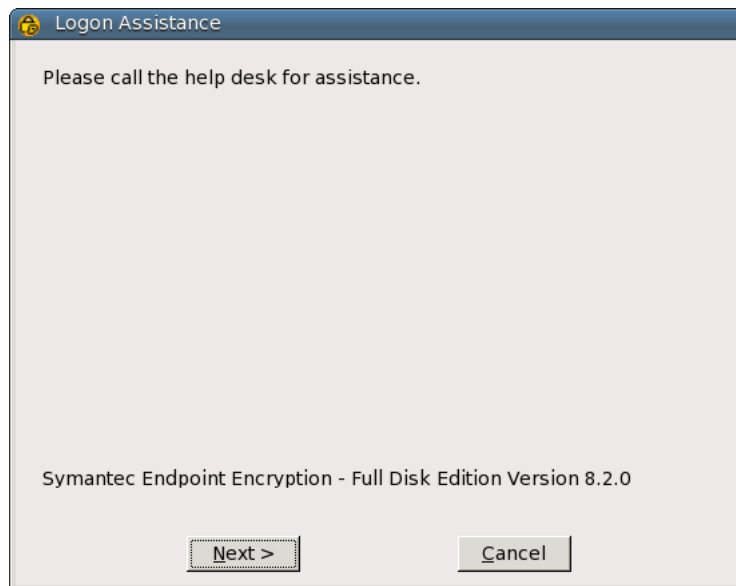 Logon Assistance
Please call the help desk for assistance.
Symantec Endpoint Encryption - Full Disk Edition Version 8.2.0
Next >
Cancel